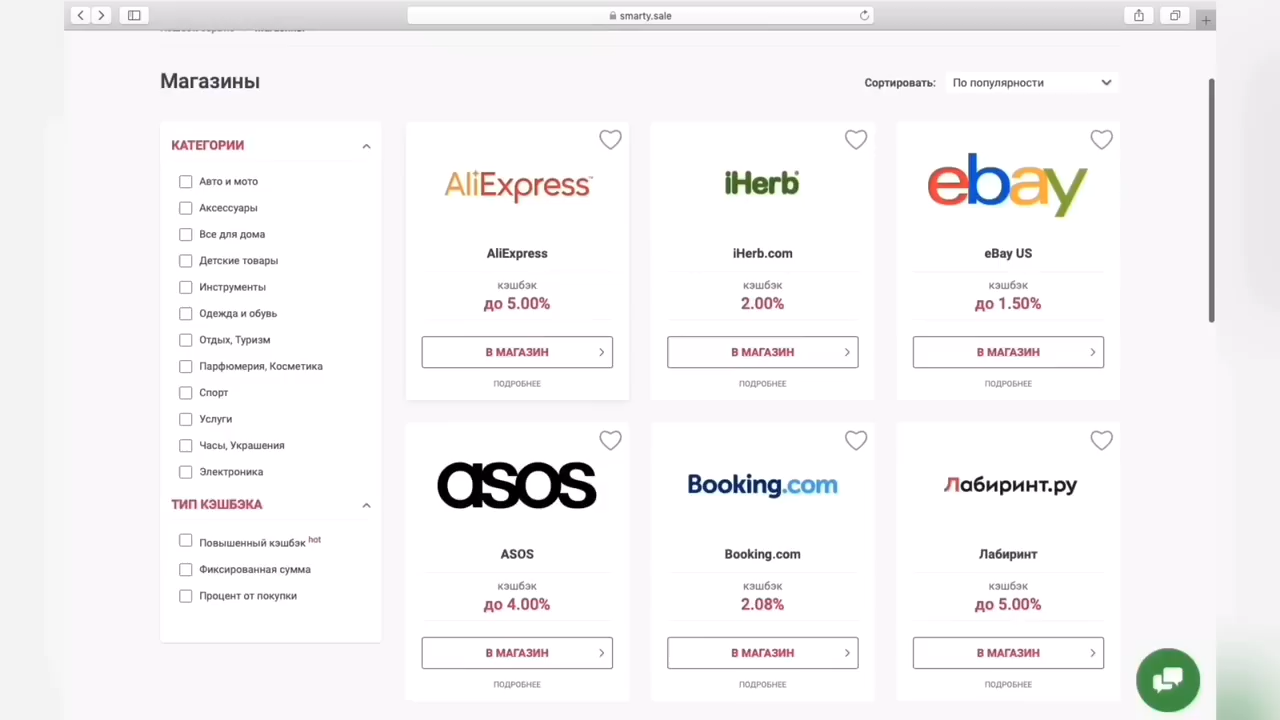 smarty.sale
Магазины
Сортировать: По популярности
КАТЕГОРИИ
Авто и мото
Аксессуары
Все для дома
Детские товары
Инструменты
Одежда и обувь
Отдых, Туризм
Парфюмерия, Косметика
Спорт
Услуги
Часы, Украшения
Электроника
ТИП КЭШБЭКА
Повышенный кэшбэк hot
Фиксированная сумма
Процент от покупки
AliExpress
AliExpress
кэшбэк
до 5.00%
В МАГАЗИН
ПОДРОБНЕЕ
iHerb
iHerb.com
кэшбэк
2.00%
В МАГАЗИН
ПОДРОБНЕЕ
ebay
eBay US
кэшбэк
до 1.50%
В МАГАЗИН
ПОДРОБНЕЕ
asos
ASOS
кэшбэк
до 4.00%
В МАГАЗИН
ПОДРОБНЕЕ
Booking.com
Booking.com
кэшбэк
2.08%
В МАГАЗИН
ПОДРОБНЕЕ
Лабиринт.ру
Лабиринт
кэшбэк
до 5.00%
В МАГАЗИН
ПОДРОБНЕЕ